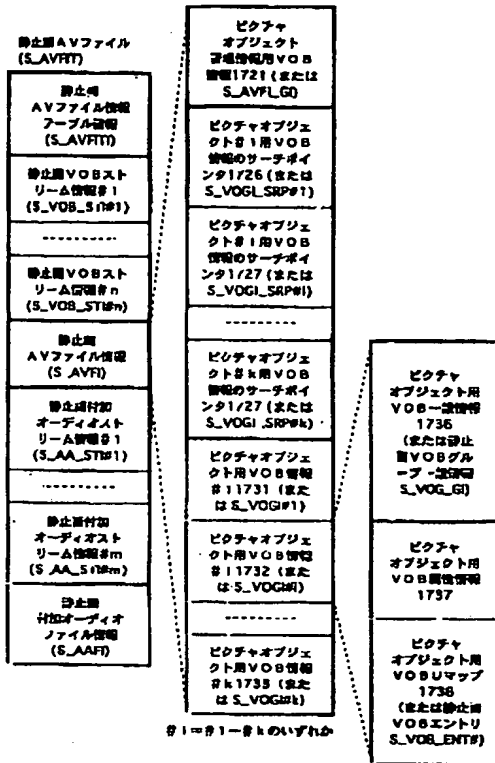 静止画AVファイル
(S_AVFIT)
静止画
AVファイル情報
テーブル情報
(S_AVFITI)
静止画VOBスト
リーム情報#1
(S_VOB_STI#1)
静止画VOBスト
リーム情報#n
(S_VOB_STI#n)
静止画
AVファイル情報
(S_AVFI)
静止画付加
オーディオスト
リーム情報#1
(S_AA_STI#1)
静止画付加
オーディオスト
リーム情報#m
(S_AA_STI#m)
静止画
付加オーディオ
ファイル情報
(S_AAFI)
ピクチャ
オブジェクト
管理情報用VOB
情報1721(または
S_AVFI_GI)
ピクチャオブジェ
クト#1用VOB
情報のサーチポイ
ンタ1726(または
S_VOGI_SRP#1)
ピクチャオブジェ
クト#i用VOB
情報のサーチポイ
ンタ1727(または
S_VOGI_SRP#i)
ピクチャオブジェ
クト#k用VOB
情報のサーチポイ
ンタ1727(または
S_VOGI_SRP#k)
ピクチャオブジェ
クト用VOB情報
#11731(また
はS_VOGI#1)
ピクチャオブジェ
クト用VOB情報
#i1732(また
はS_VOGI#i)
ピクチャオブジェ
クト用VOB情報
#k1735(また
はS_VOGI#k)
#i=#1~#kのいずれか
ピクチャ
オブジェクト用
VOB一般情報
1736
(または静止
画VOBグル
ープ一般情報
S_VOG_GI)
ピクチャ
オブジェクト用
VOB属性情報
1737
ピクチャ
オブジェクト用
VOBUマップ
1738
(または静止画
VOBエントリ
S_VOB_ENT#)